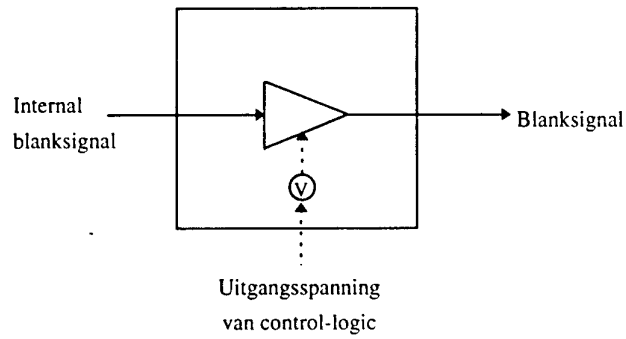 Internal
blanksignal
Blanksignal
V
Uitgangsspanning
van control-logic